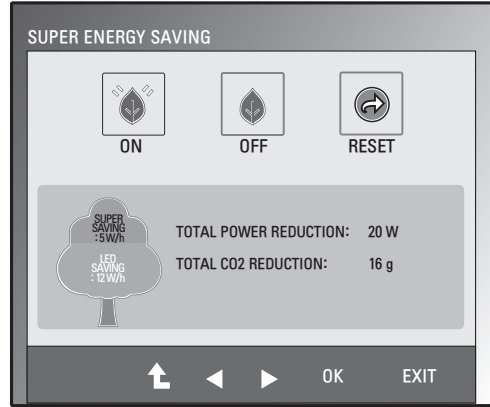 SUPER ENERGY SAVING
ON OFF RESET
SUPER
SAVING
: 5 W/h
LED
SAVING
: 12 W/h
TOTAL POWER REDUCTION: 20 W
TOTAL CO2 REDUCTION: 16 g
OK EXIT